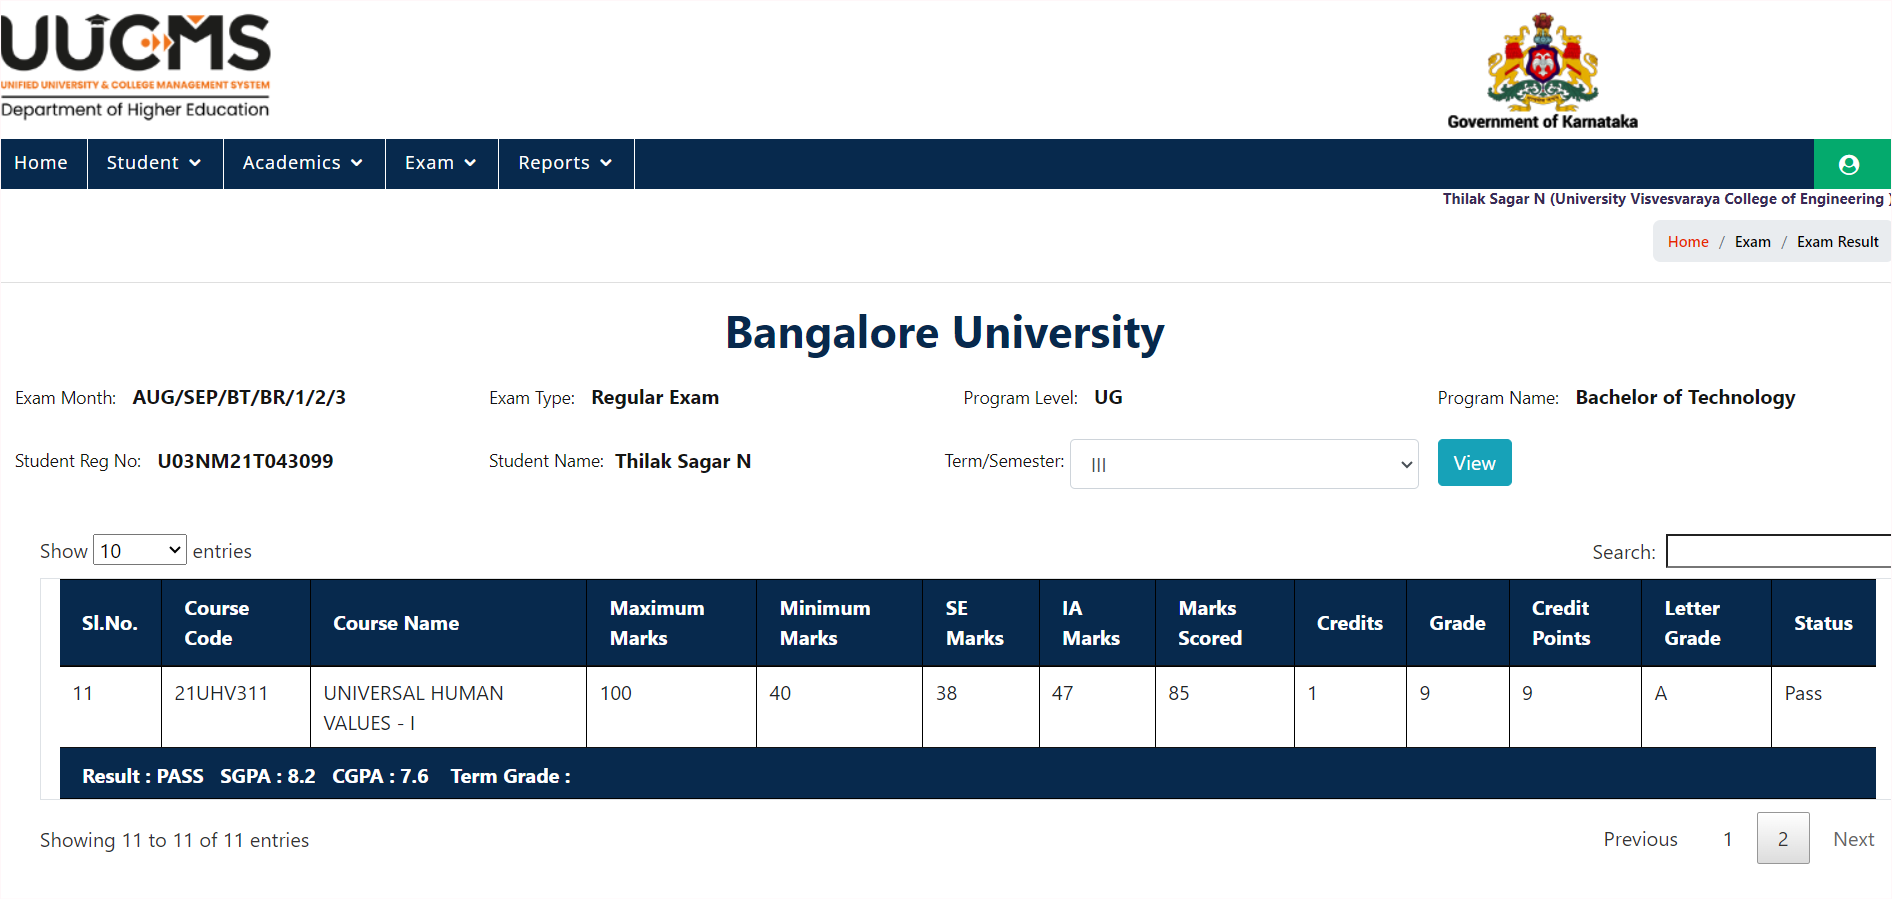 UUCMS
UNIFIED UNIVERSITY & COLLEGE MANAGEMENT SYSTEM
Department of Higher Education
Government of Karnataka
Home Student Academics Exam Reports
Thilak Sagar N (University Visvesvaraya College of Engineering )
Home / Exam / Exam Result
Bangalore University
Exam Month: AUG/SEP/BT/BR/1/2/3 Exam Type: Regular Exam Program Level: UG Program Name: Bachelor of Technology
Student Reg No: U03NM21T043099 Student Name: Thilak Sagar N Term/Semester: III View
Show 10 entries Search:
Sl.No. Course Code Course Name Maximum Marks Minimum Marks SE Marks IA Marks Marks Scored Credits Grade Credit Points Letter Grade Status
11 21UHV311 UNIVERSAL HUMAN VALUES - I 100 40 38 47 85 1 9 9 A Pass
Result : PASS SGPA : 8.2 CGPA : 7.6 Term Grade :
Showing 11 to 11 of 11 entries Previous 1 2 Next